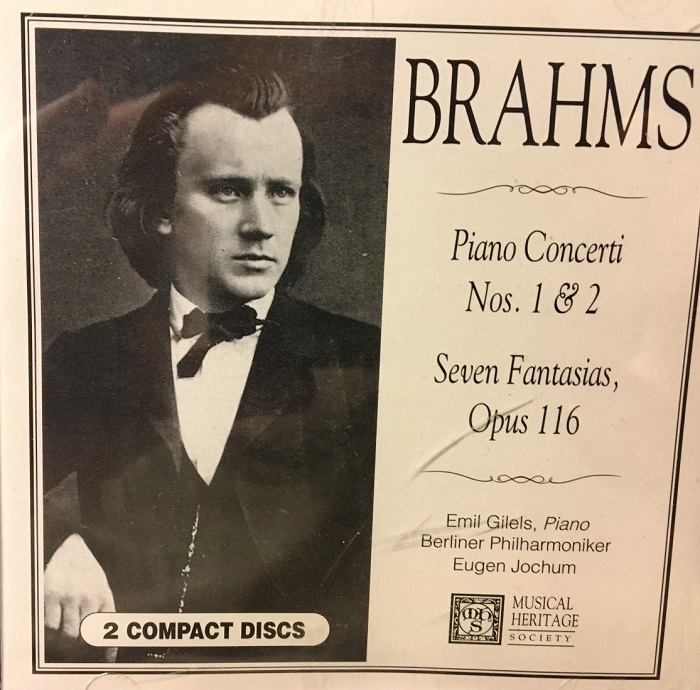 BRAHMS
Piano Concerti
Nos. 1 & 2
Seven Fantasias,
Opus 116
Emil Gilels, Piano
Berliner Philharmoniker
Eugen Jochum
MHS
MUSICAL
HERITAGE
SOCIETY
2 COMPACT DISCS